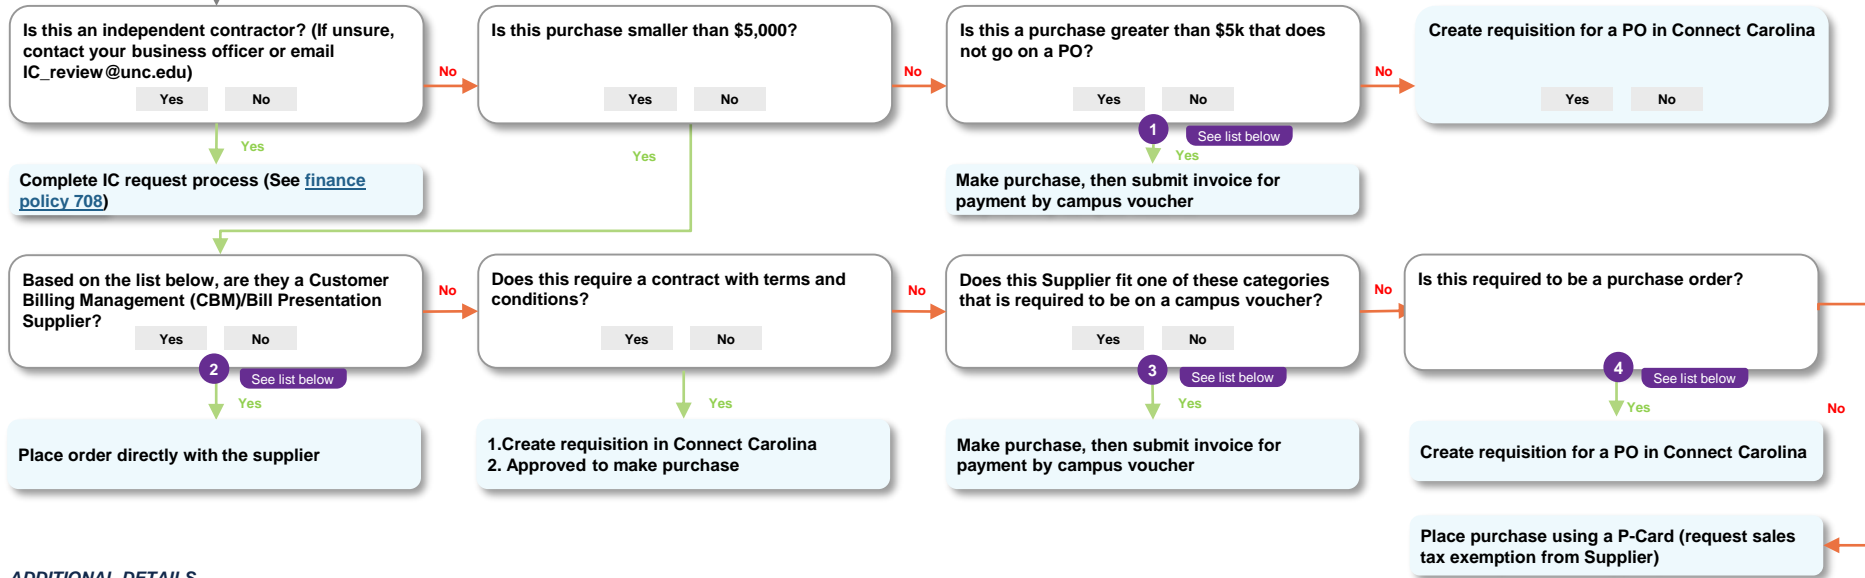 Is this an independent contractor? (If unsure,
contact your business officer or email
IC_review@unc.edu)
Yes No
No
Is this purchase smaller than $5,000?
Yes No
No
Is this a purchase greater than $5k that does
not go on a PO?
Yes No
No
Create requisition for a PO in Connect Carolina
Yes No
Yes
Yes
1 See list below
Yes
Complete IC request process (See finance
policy 708)
Make purchase, then submit invoice for
payment by campus voucher
Based on the list below, are they a Customer
Billing Management (CBM)/Bill Presentation
Supplier?
Yes No
No
Does this require a contract with terms and
conditions?
Yes No
No
Does this Supplier fit one of these categories
that is required to be on a campus voucher?
Yes No
No
Is this required to be a purchase order?
2 See list below
Yes
Yes
3 See list below
Yes
4 See list below
Yes
No
Place order directly with the supplier
1.Create requisition in Connect Carolina
2. Approved to make purchase
Make purchase, then submit invoice for
payment by campus voucher
Create requisition for a PO in Connect Carolina
Place purchase using a P-Card (request sales
tax exemption from Supplier)
ADDITIONAL DETAILS